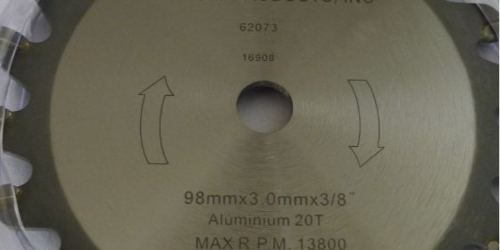 62073
16908
98mmx3.0mmx3/8"
Aluminium 20T
MAX R.P.M. 13800